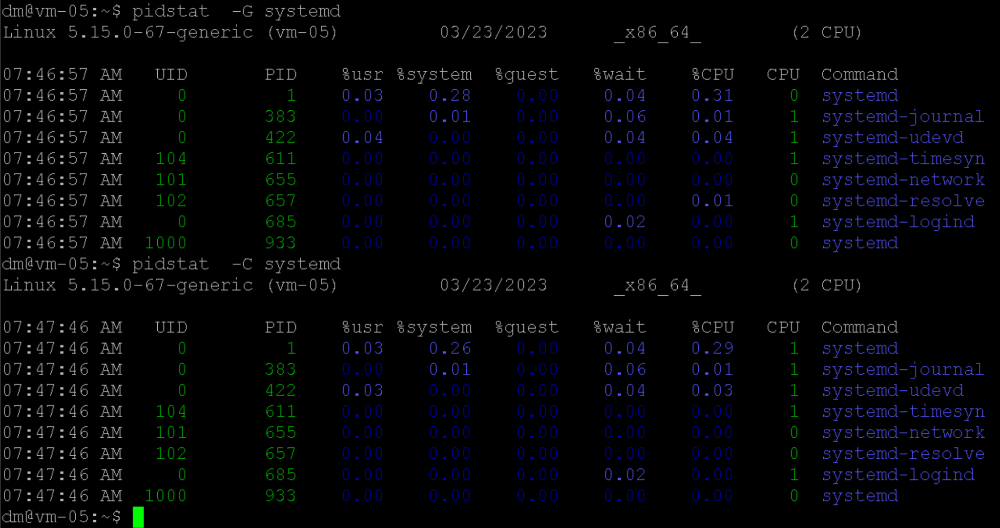 dm@vm-05:~$ pidstat  -G systemd
Linux 5.15.0-67-generic (vm-05)         03/23/2023      _x86_64_        (2 CPU)

07:46:57 AM   UID       PID    %usr %system  %guest   %wait    %CPU   CPU  Command
07:46:57 AM     0         1    0.03    0.28    0.00    0.04    0.31     0  systemd
07:46:57 AM     0       383    0.00    0.01    0.00    0.06    0.01     1  systemd-journal
07:46:57 AM     0       422    0.04    0.00    0.00    0.04    0.04     1  systemd-udevd
07:46:57 AM   104       611    0.00    0.00    0.00    0.00    0.00     1  systemd-timesyn
07:46:57 AM   101       655    0.00    0.00    0.00    0.00    0.00     0  systemd-network
07:46:57 AM   102       657    0.00    0.00    0.00    0.00    0.01     0  systemd-resolve
07:46:57 AM     0       685    0.00    0.00    0.00    0.02    0.00     1  systemd-logind
07:46:57 AM  1000       933    0.00    0.00    0.00    0.00    0.00     0  systemd
dm@vm-05:~$ pidstat  -C systemd
Linux 5.15.0-67-generic (vm-05)         03/23/2023      _x86_64_        (2 CPU)

07:47:46 AM   UID       PID    %usr %system  %guest   %wait    %CPU   CPU  Command
07:47:46 AM     0         1    0.03    0.26    0.00    0.04    0.29     1  systemd
07:47:46 AM     0       383    0.00    0.01    0.00    0.06    0.01     1  systemd-journal
07:47:46 AM     0       422    0.03    0.00    0.00    0.04    0.03     1  systemd-udevd
07:47:46 AM   104       611    0.00    0.00    0.00    0.00    0.00     1  systemd-timesyn
07:47:46 AM   101       655    0.00    0.00    0.00    0.00    0.00     0  systemd-network
07:47:46 AM   102       657    0.00    0.00    0.00    0.00    0.00     0  systemd-resolve
07:47:46 AM     0       685    0.00    0.00    0.00    0.02    0.00     1  systemd-logind
07:47:46 AM  1000       933    0.00    0.00    0.00    0.00    0.00     0  systemd
dm@vm-05:~$